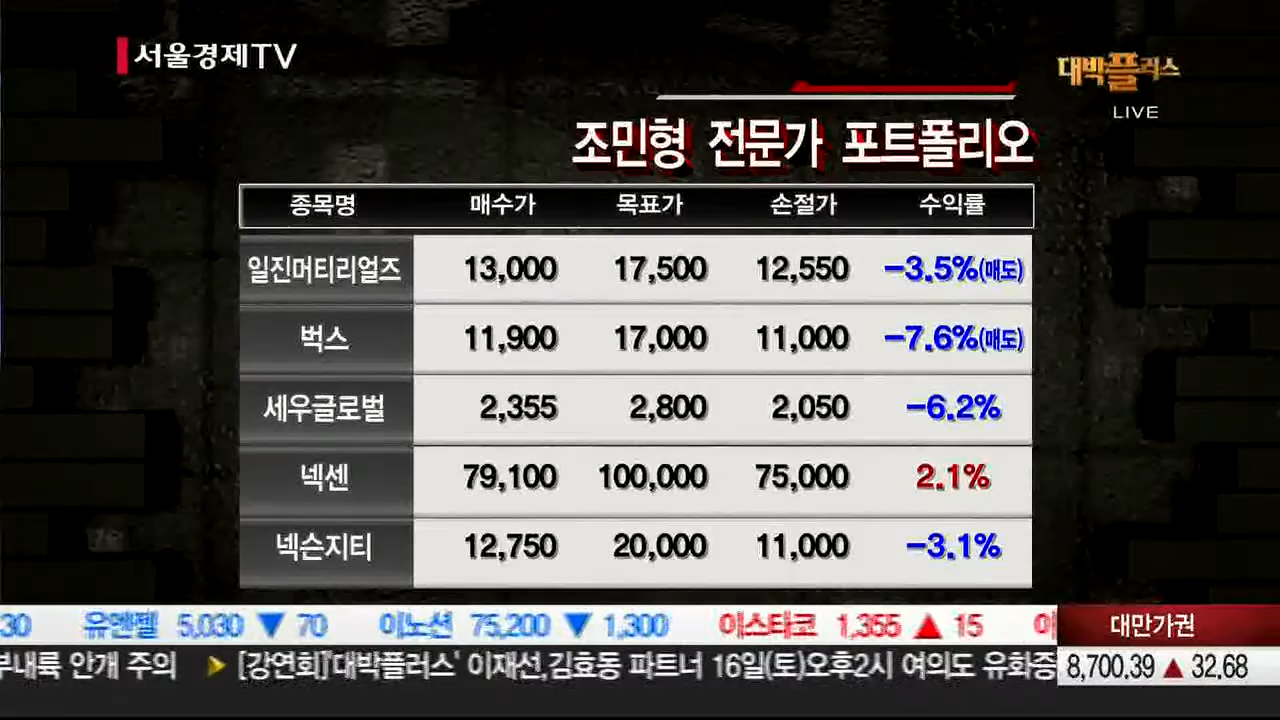 서울경제TV
대박플러스
LIVE
조민형 전문가 포트폴리오
종목명 매수가 목표가 손절가 수익률
일진머티리얼즈 13,000 17,500 12,550 -3.5%(매도)
벅스 11,900 17,000 11,000 -7.6%(매도)
세우글로벌 2,355 2,800 2,050 -6.2%
넥센 79,100 100,000 75,000 2.1%
넥슨지티 12,750 20,000 11,000 -3.1%
30 유엔젤 5,030 ▼ 70 이노션 75,200 ▼ 1,300 이스타코 1,355 ▲ 15
대만가권
부내륙 안개 주의 ▶ [강연회]'대박플러스' 이재선,김효동 파트너 16일(토)오후2시 여의도 유화증
8,700.39 ▲ 32.68